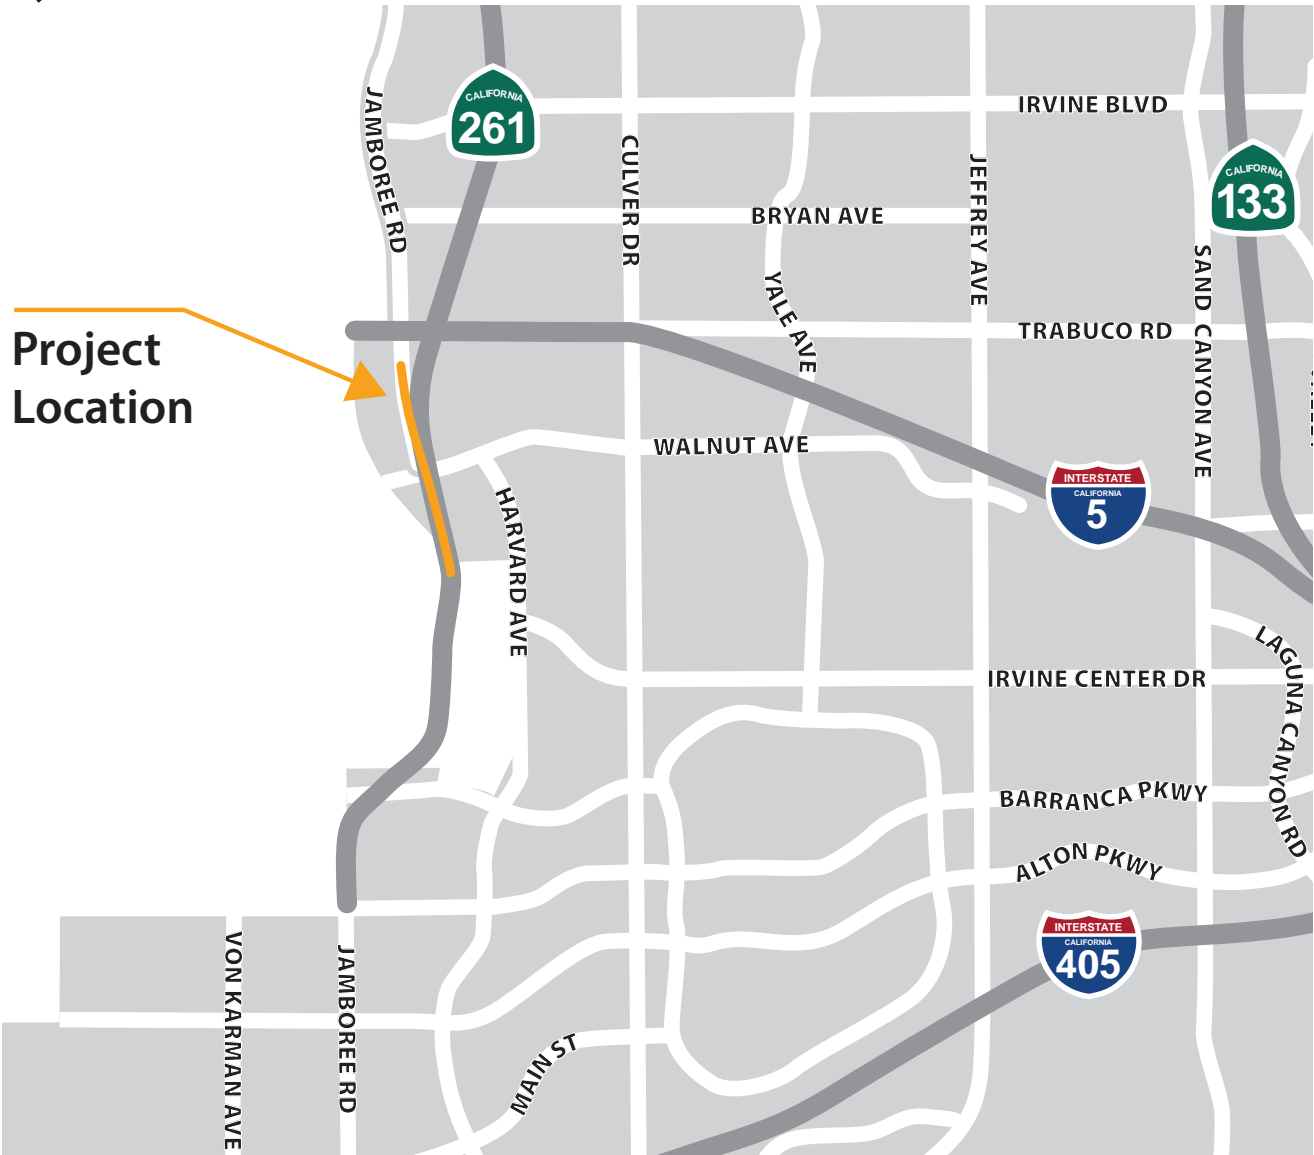 CALIFORNIA
261
IRVINE BLVD
JAMBOREE RD
CULVER DR
JEFFREY AVE
CALIFORNIA
133
BRYAN AVE
SAND CANYON AVE
YALE AVE
TRABUCO RD
Project
Location
WALNUT AVE
INTERSTATE
CALIFORNIA
5
HARVARD AVE
LAGUNA CANYON RD
IRVINE CENTER DR
BARRANCA PKWY
ALTON PKWY
INTERSTATE
CALIFORNIA
405
VON KARMAN AVE
JAMBOREE RD
MAIN ST